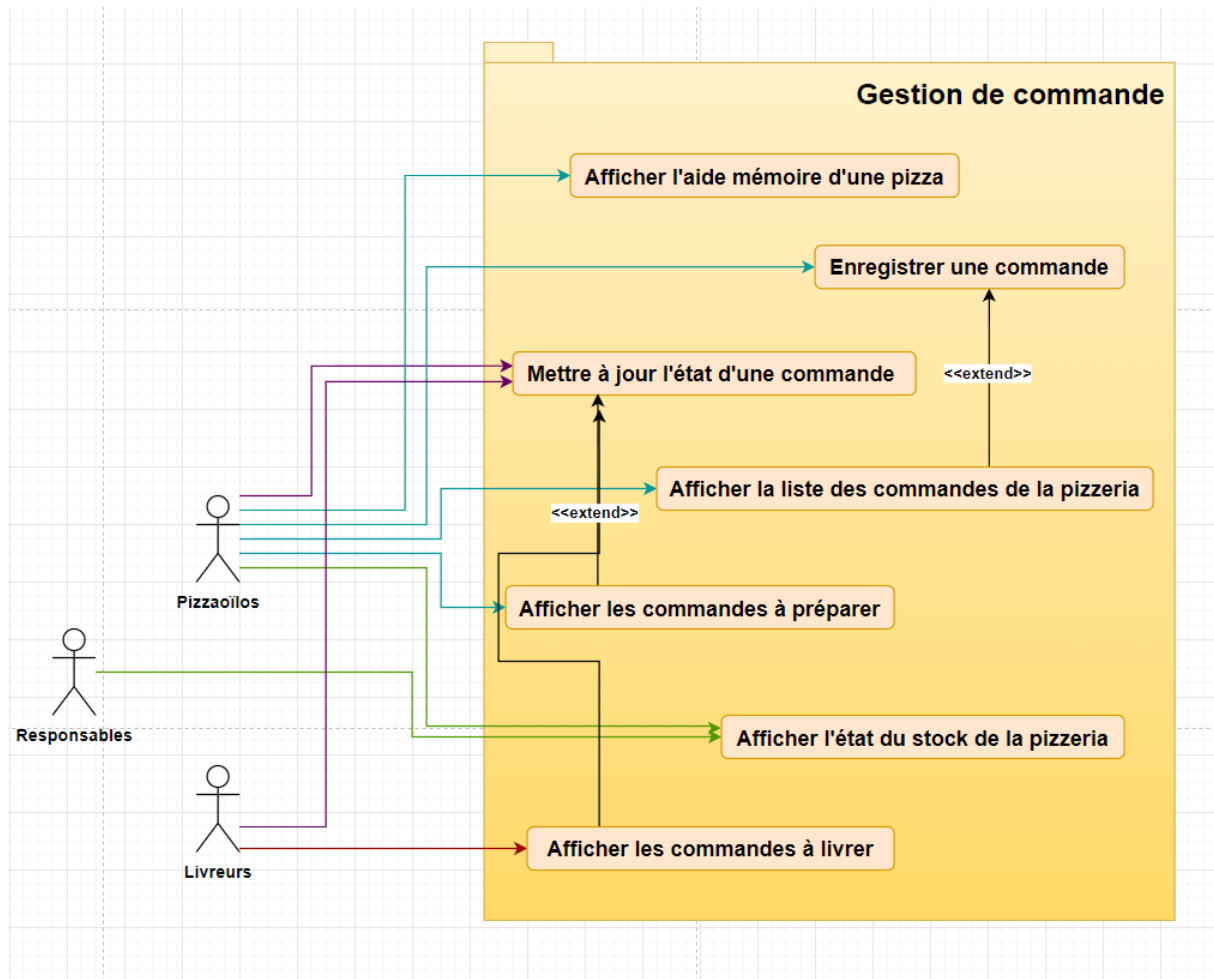 Gestion de commande
Afficher l'aide mémoire d'une pizza
Enregistrer une commande
Mettre à jour l'état d'une commande
<<extend>>
Afficher la liste des commandes de la pizzeria
<<extend>>
Pizzaoïlos
Afficher les commandes à préparer
Responsables
Afficher l'état du stock de la pizzeria
Afficher les commandes à livrer
Livreurs